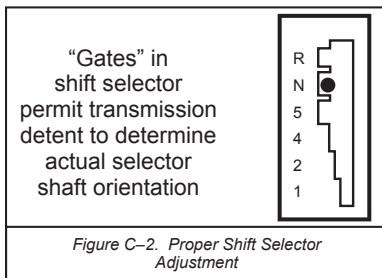 “Gates” in
shift selector
permit transmission
detent to determine
actual selector
shaft orientation
R
N
5
4
2
1
Figure C–2.  Proper Shift Selector
Adjustment